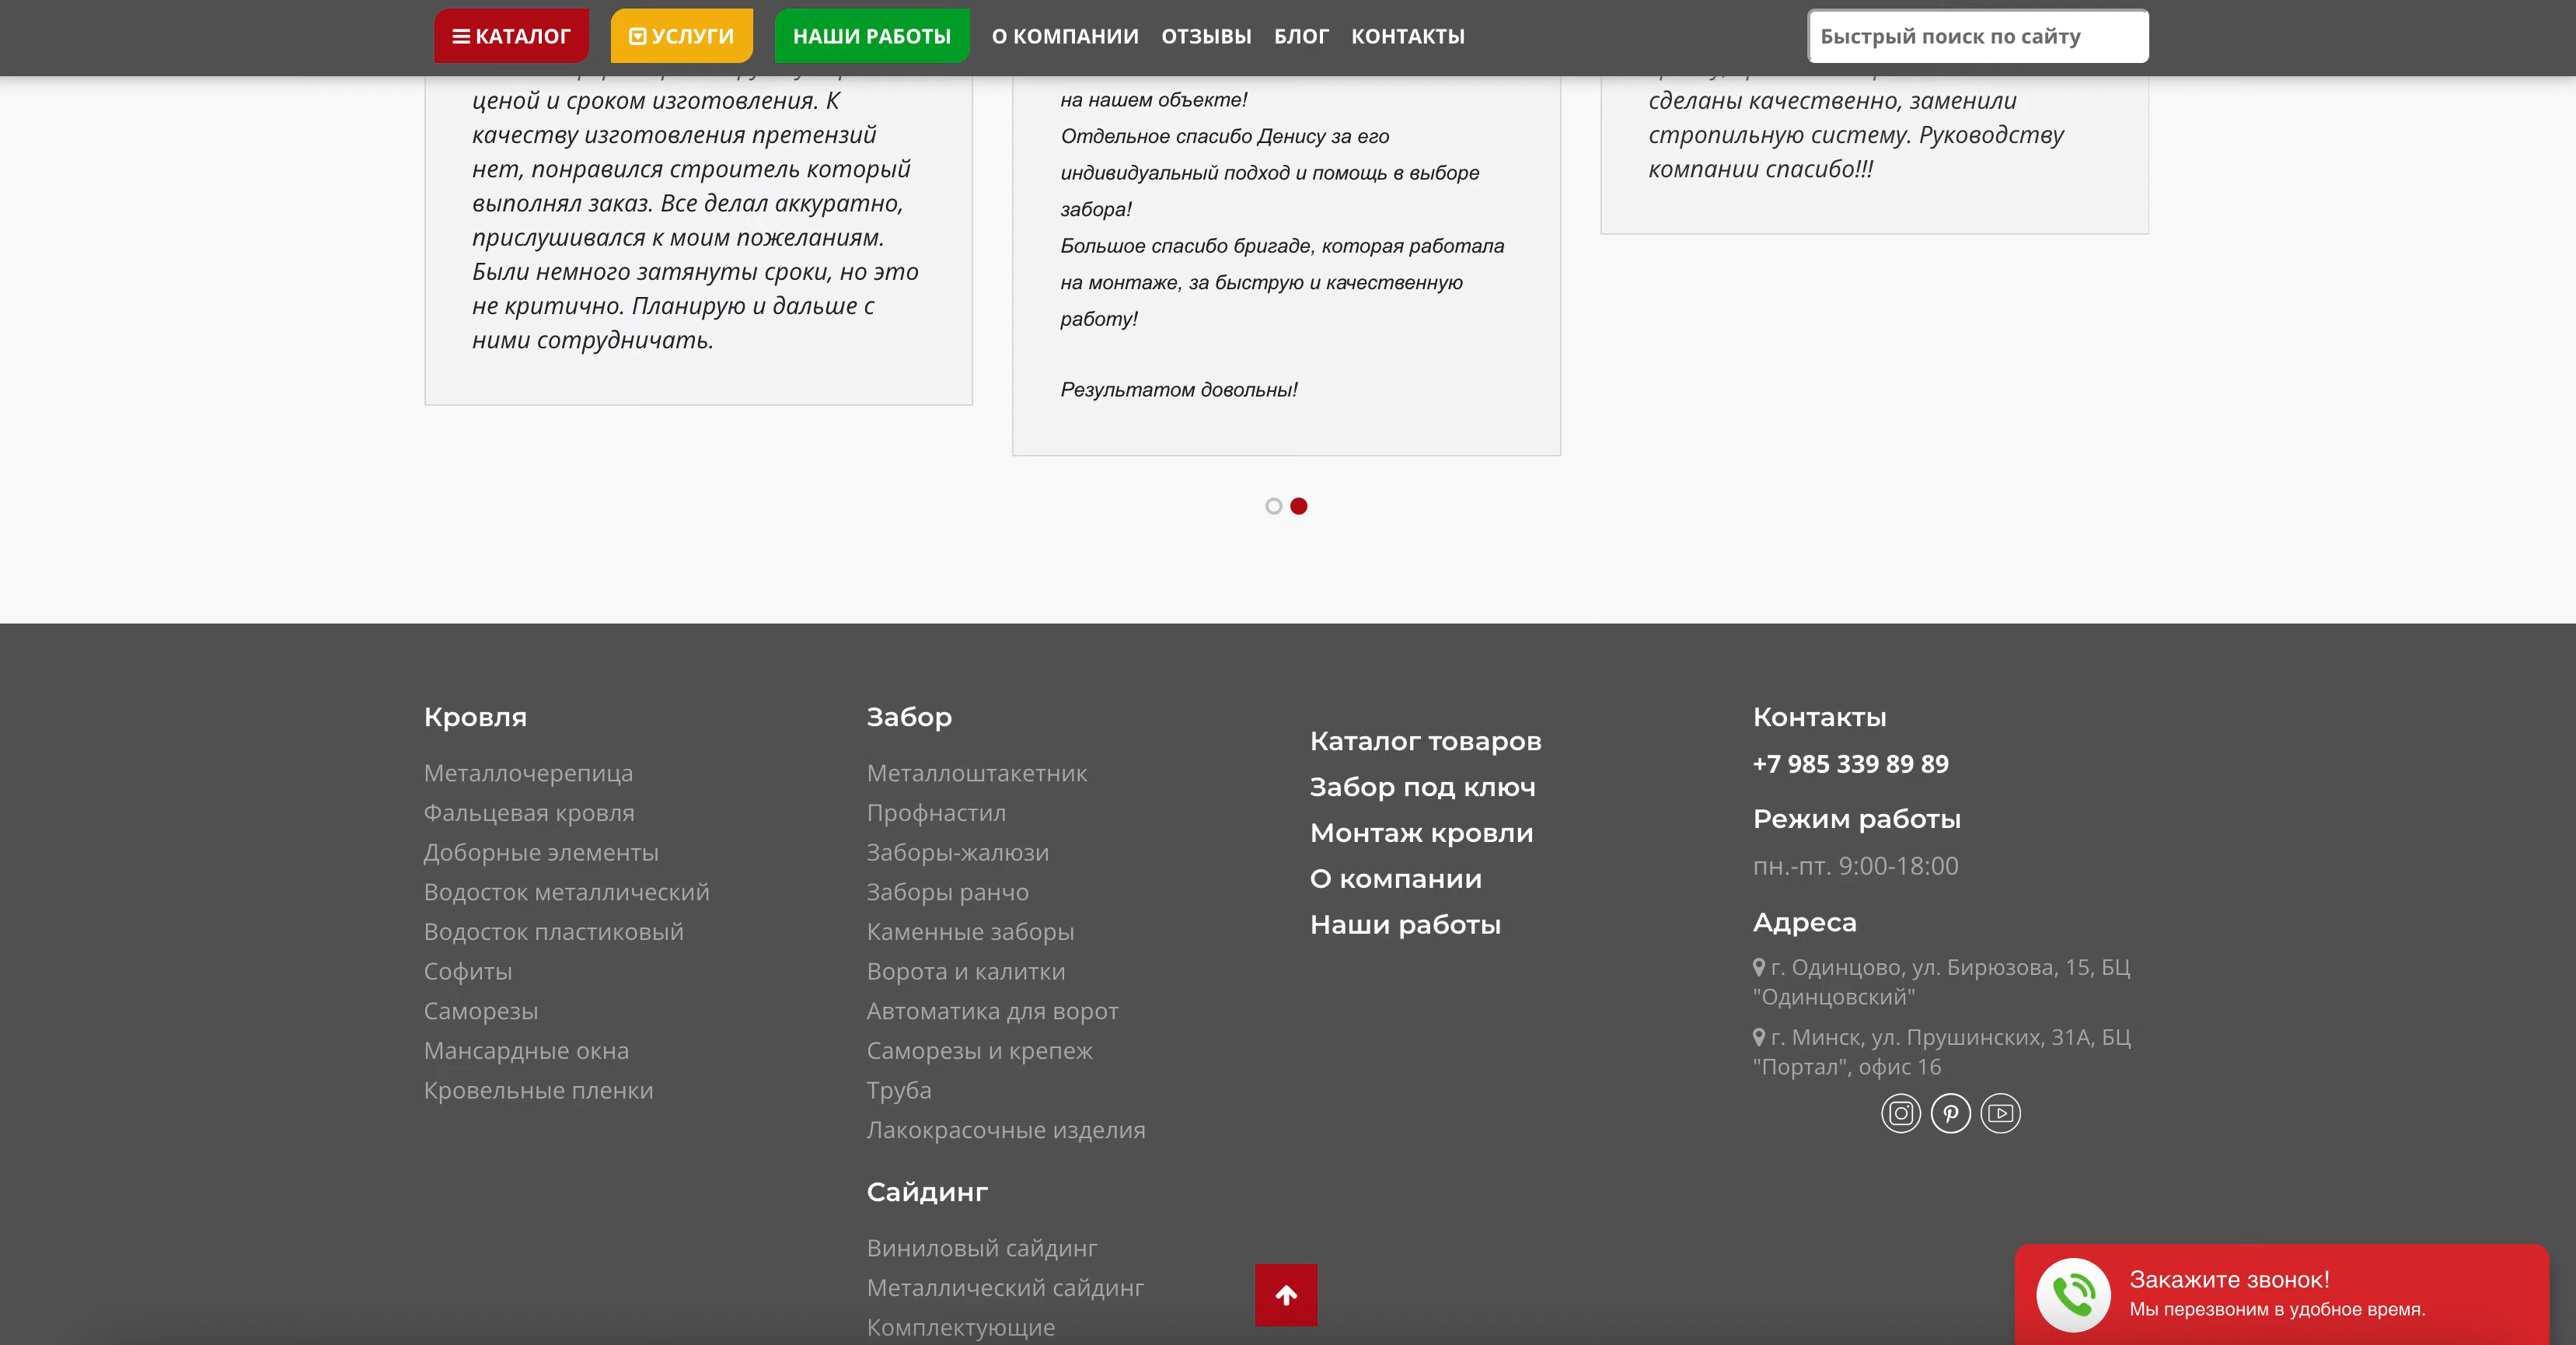 КАТАЛОГ
УСЛУГИ
НАШИ РАБОТЫ
О КОМПАНИИ
ОТЗЫВЫ
БЛОГ
КОНТАКТЫ
Быстрый поиск по сайту
ценой и сроком изготовления. К
качеству изготовления претензий
нет, понравился строитель который
выполнял заказ. Все делал аккуратно,
прислушивался к моим пожеланиям.
Были немного затянуты сроки, но это
не критично. Планирую и дальше с
ними сотрудничать.
на нашем объекте!
Отдельное спасибо Денису за его
индивидуальный подход и помощь в выборе
забора!
Большое спасибо бригаде, которая работала
на монтаже, за быструю и качественную
работу!
Результатом довольны!
сделаны качественно, заменили
стропильную систему. Руководству
компании спасибо!!!
Кровля
Металлочерепица
Фальцевая кровля
Доборные элементы
Водосток металлический
Водосток пластиковый
Софиты
Саморезы
Мансардные окна
Кровельные пленки
Забор
Металлоштакетник
Профнастил
Заборы-жалюзи
Заборы ранчо
Каменные заборы
Ворота и калитки
Автоматика для ворот
Саморезы и крепеж
Труба
Лакокрасочные изделия
Сайдинг
Виниловый сайдинг
Металлический сайдинг
Комплектующие
Каталог товаров
Забор под ключ
Монтаж кровли
О компании
Наши работы
Контакты
+7 985 339 89 89
Режим работы
пн.-пт. 9:00-18:00
Адреса
г. Одинцово, ул. Бирюзова, 15, БЦ
"Одинцовский"
г. Минск, ул. Прушинских, 31А, БЦ
"Портал", офис 16
Закажите звонок!
Мы перезвоним в удобное время.